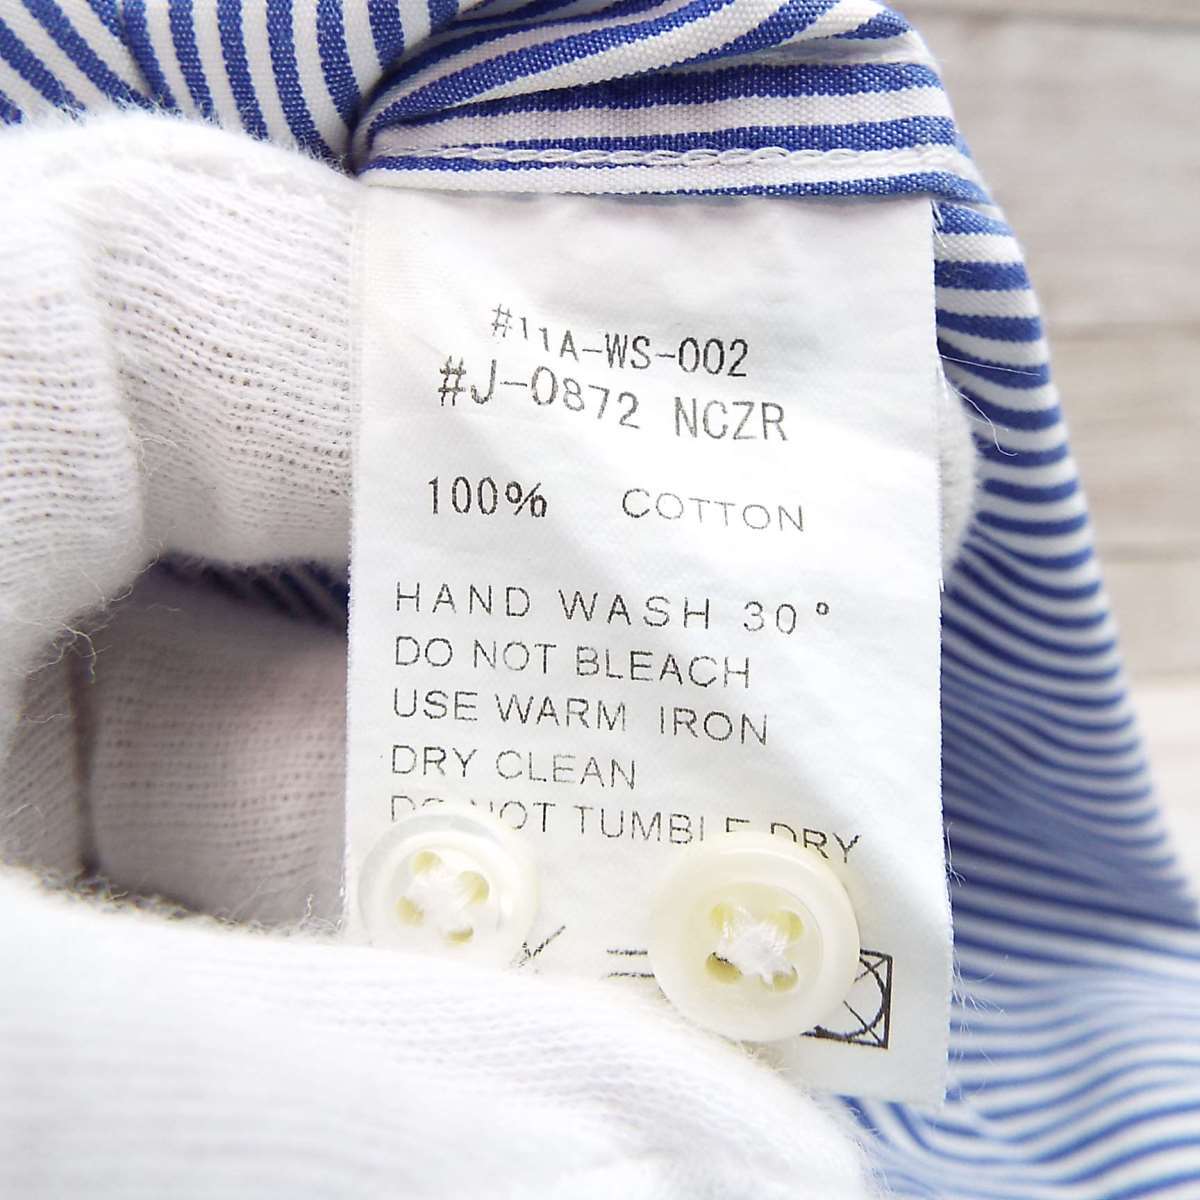 #11A-WS-002
#J-0872 NCZR
100% COTTON
HAND WASH 30°
DO NOT BLEACH
USE WARM IRON
DRY CLEAN
DO NOT TUMBLE DRY